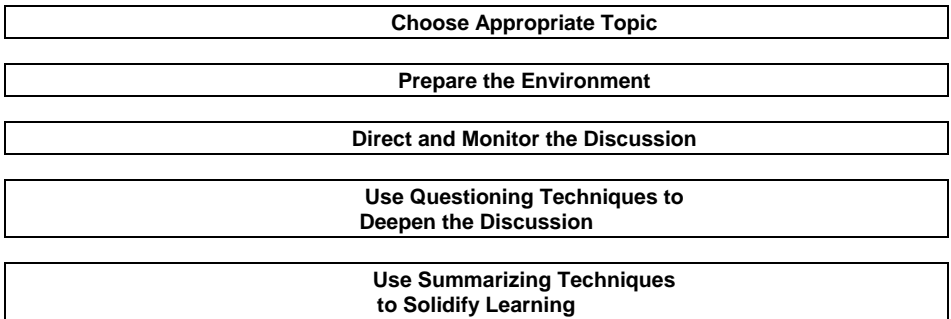 Choose Appropriate Topic
Prepare the Environment
Direct and Monitor the Discussion
Use Questioning Techniques to
Deepen the Discussion
Use Summarizing Techniques
to Solidify Learning